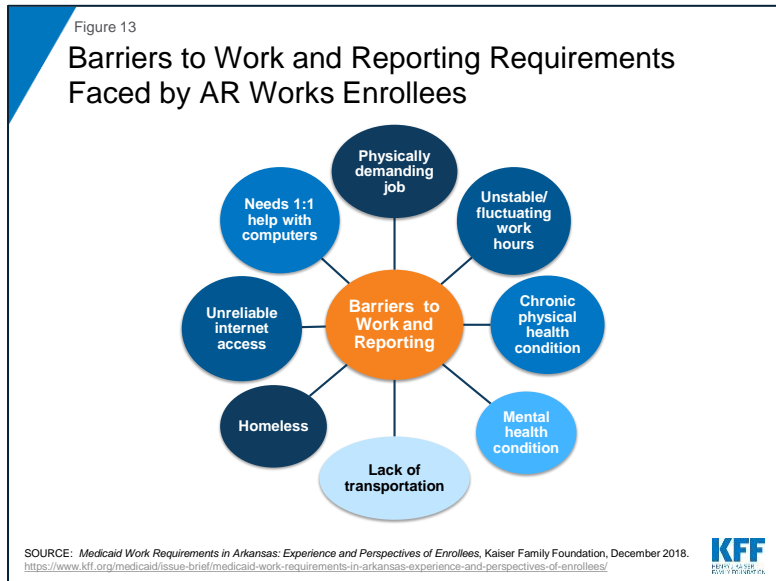 Figure 13
Barriers to Work and Reporting Requirements
Faced by AR Works Enrollees
Physically
demanding
job
Unstable/
fluctuating
work
hours
Chronic
physical
health
condition
Mental
health
condition
Lack of
transportation
Homeless
Unreliable
internet
access
Needs 1:1
help with
computers
Barriers to
Work and
Reporting
SOURCE: Medicaid Work Requirements in Arkansas: Experience and Perspectives of Enrollees, Kaiser Family Foundation, December 2018.
https://www.kff.org/medicaid/issue-brief/medicaid-work-requirements-in-arkansas-experience-and-perspectives-of-enrollees/
KFF
HENRY J KAISER
FAMILY FOUNDATION